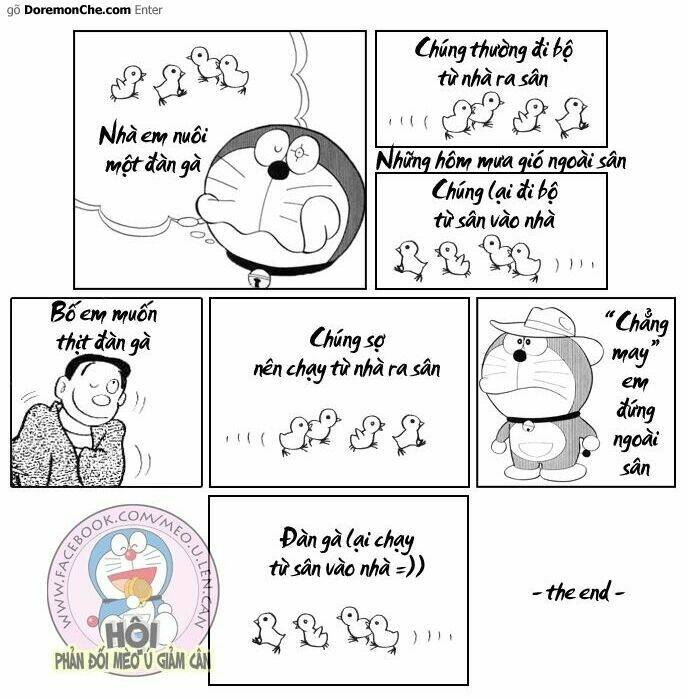 gõ DoremonChe.com Enter
Nhà em nuôi
một đàn gà
Chúng thường đi bộ
từ nhà ra sân
Những hôm mưa gió ngoài sân
Chúng lại đi bộ
từ sân vào nhà
Bố em muốn
thịt đàn gà
Chúng sợ
nên chạy từ nhà ra sân
“Chẳng
may”
em
đứng
ngoài
sân
Đàn gà lại chạy
từ sân vào nhà =))
- the end -
WWW.FACEBOOK.COM/MEO.U.LEN.CAN
HỘI
PHẢN ĐỐI MÈO Ú GIẢM CÂN